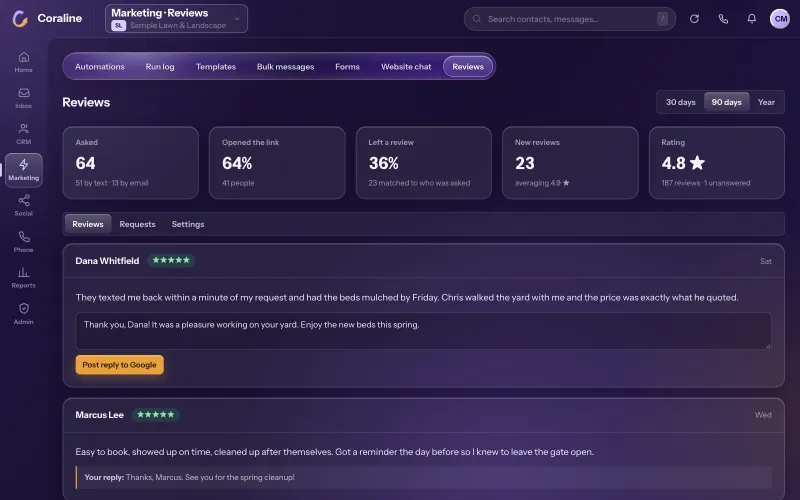 Coraline
Marketing·Reviews
SL Sample Lawn & Landscape
Search contacts, messages... /
CM
Home
Inbox
CRM
Marketing
Social
Phone
Reports
Admin
Automations Run log Templates Bulk messages Forms Website chat Reviews
Reviews
30 days 90 days Year
Asked
64
51 by text · 13 by email
Opened the link
64%
41 people
Left a review
36%
23 matched to who was asked
New reviews
23
averaging 4.9 ★
Rating
4.8 ★
187 reviews · 1 unanswered
Reviews Requests Settings
Dana Whitfield ★★★★★ Sat
They texted me back within a minute of my request and had the beds mulched by Friday. Chris walked the yard with me and the price was exactly what he quoted.
Thank you, Dana! It was a pleasure working on your yard. Enjoy the new beds this spring.
Post reply to Google
Marcus Lee ★★★★★ Wed
Easy to book, showed up on time, cleaned up after themselves. Got a reminder the day before so I knew to leave the gate open.
Your reply: Thanks, Marcus. See you for the spring cleanup!